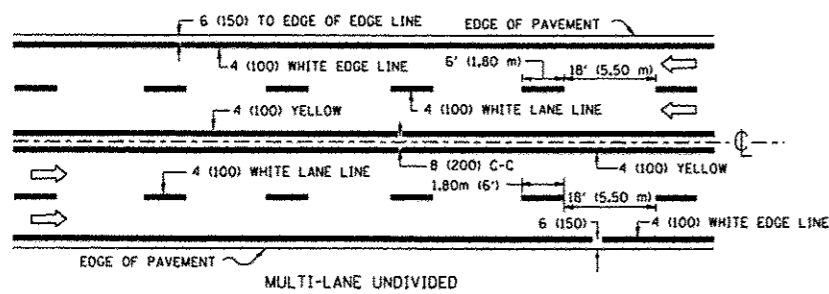 6 (150) TO EDGE OF EDGE LINE
EDGE OF PAVEMENT
4 (100) WHITE EDGE LINE
6' (1.80 m)
18' (5.50 m)
4 (100) YELLOW
4 (100) WHITE LANE LINE
℄
4 (100) WHITE LANE LINE
8 (200) C-C
4 (100) YELLOW
1.80m (6')
18' (5.50 m)
6 (150)
4 (100) WHITE EDGE LINE
EDGE OF PAVEMENT
MULTI-LANE UNDIVIDED